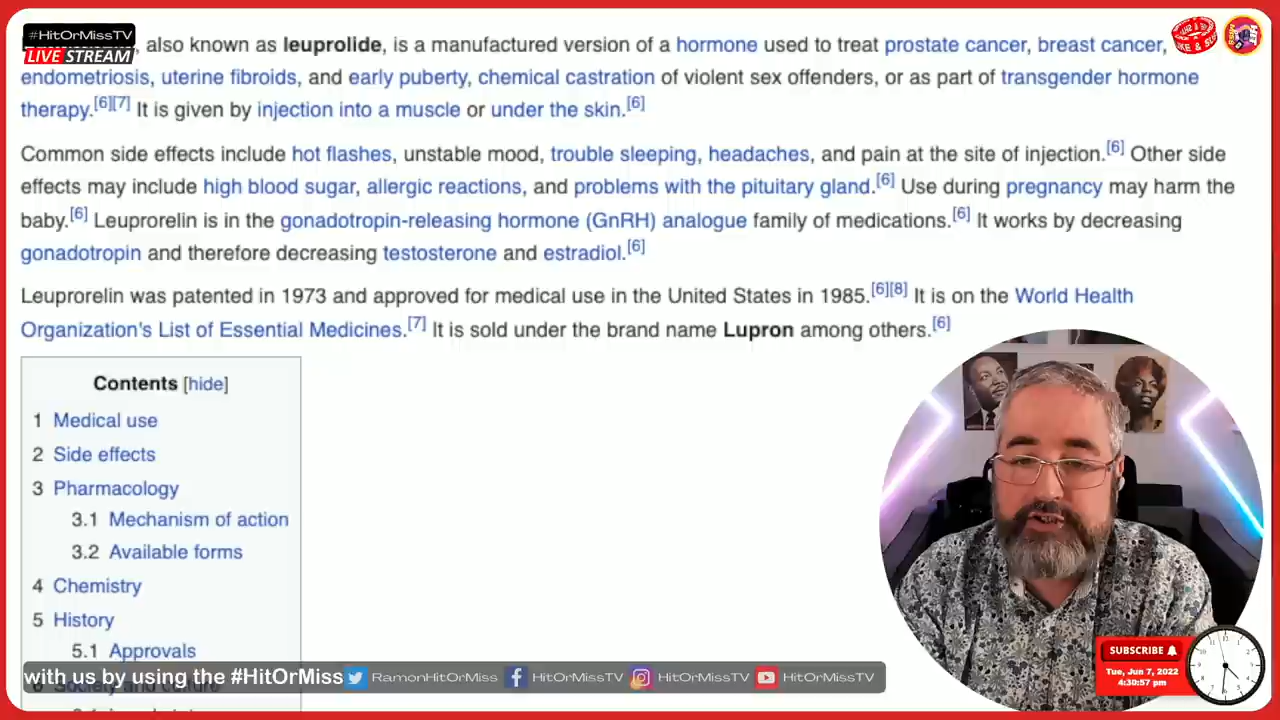 #HitOrMissTV
LIVE STREAM
, also known as leuprolide, is a manufactured version of a hormone used to treat prostate cancer, breast cancer,
endometriosis, uterine fibroids, and early puberty, chemical castration of violent sex offenders, or as part of transgender hormone
therapy.[6][7] It is given by injection into a muscle or under the skin.[6]
Common side effects include hot flashes, unstable mood, trouble sleeping, headaches, and pain at the site of injection.[6] Other side
effects may include high blood sugar, allergic reactions, and problems with the pituitary gland.[6] Use during pregnancy may harm the
baby.[6] Leuprorelin is in the gonadotropin-releasing hormone (GnRH) analogue family of medications.[6] It works by decreasing
gonadotropin and therefore decreasing testosterone and estradiol.[6]
Leuprorelin was patented in 1973 and approved for medical use in the United States in 1985.[6][8] It is on the World Health
Organization's List of Essential Medicines.[7] It is sold under the brand name Lupron among others.[6]
Contents [hide]
1 Medical use
2 Side effects
3 Pharmacology
3.1 Mechanism of action
3.2 Available forms
4 Chemistry
5 History
5.1 Approvals
6 Society and culture
with us by using the #HitOrMiss RamonHitOrMiss HitOrMissTV HitOrMissTV HitOrMissTV
SUBSCRIBE
Tue, Jun 7, 2022
4:30:57 pm